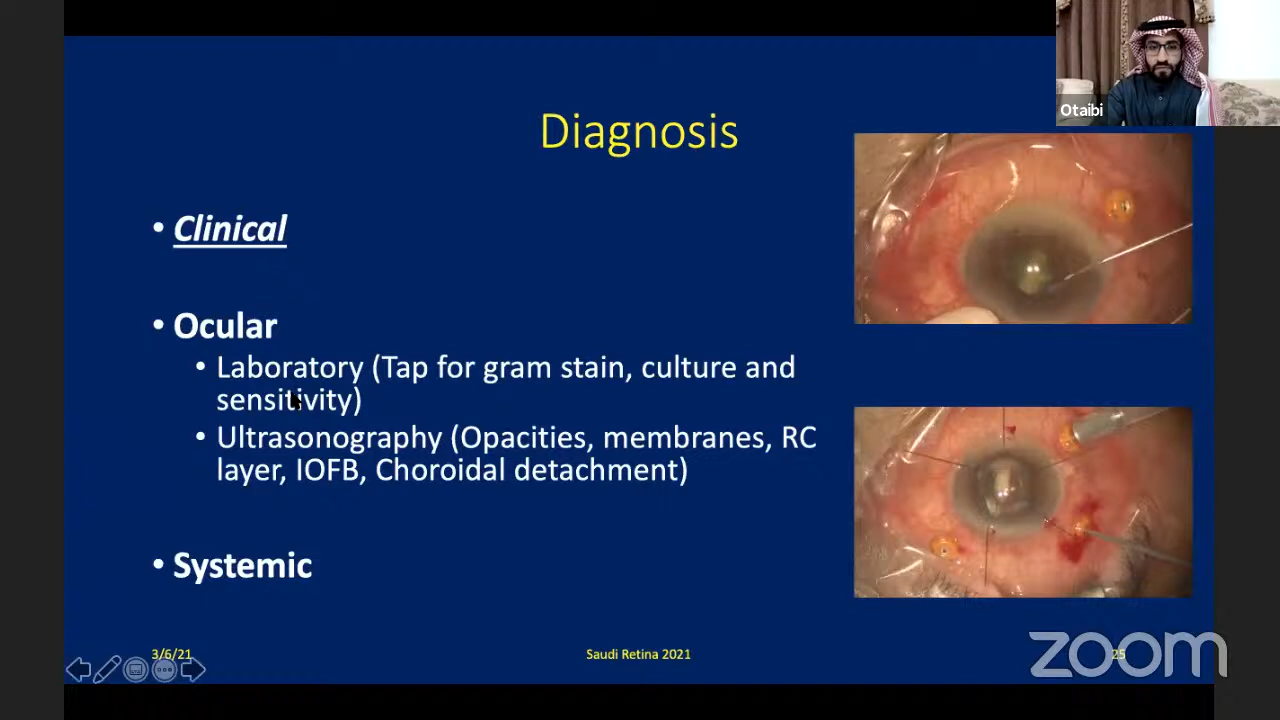 Otaibi
Diagnosis
• Clinical
• Ocular
• Laboratory (Tap for gram stain, culture and
sensitivity)
• Ultrasonography (Opacities, membranes, RC
layer, IOFB, Choroidal detachment)
• Systemic
3/6/21
Saudi Retina 2021
25
zoom